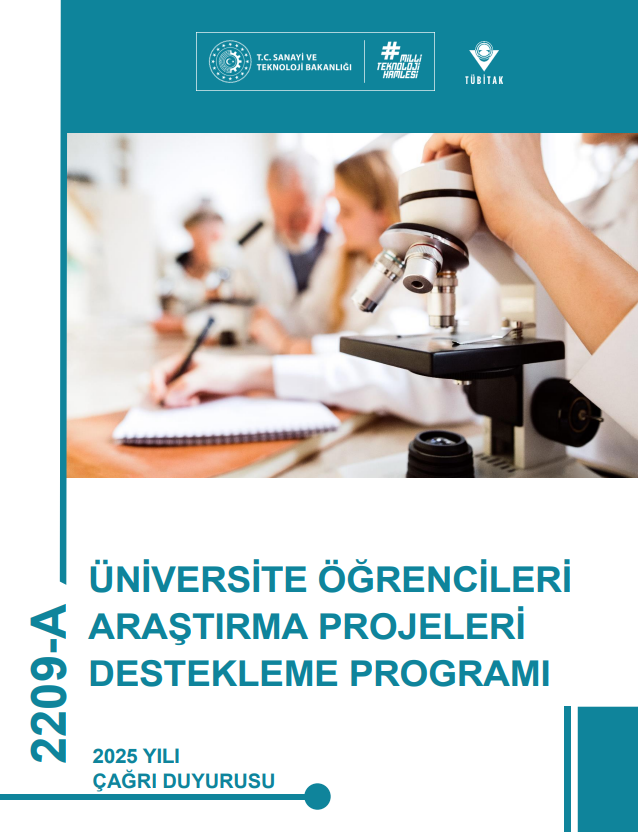 T.C. SANAYİ VE
TEKNOLOJİ BAKANLIĞI
#MİLLİ
TEKNOLOJİ
HAMLESİ
TÜBİTAK
2209-A
ÜNİVERSİTE ÖĞRENCİLERİ
ARAŞTIRMA PROJELERİ
DESTEKLEME PROGRAMI
2025 YILI
ÇAĞRI DUYURUSU